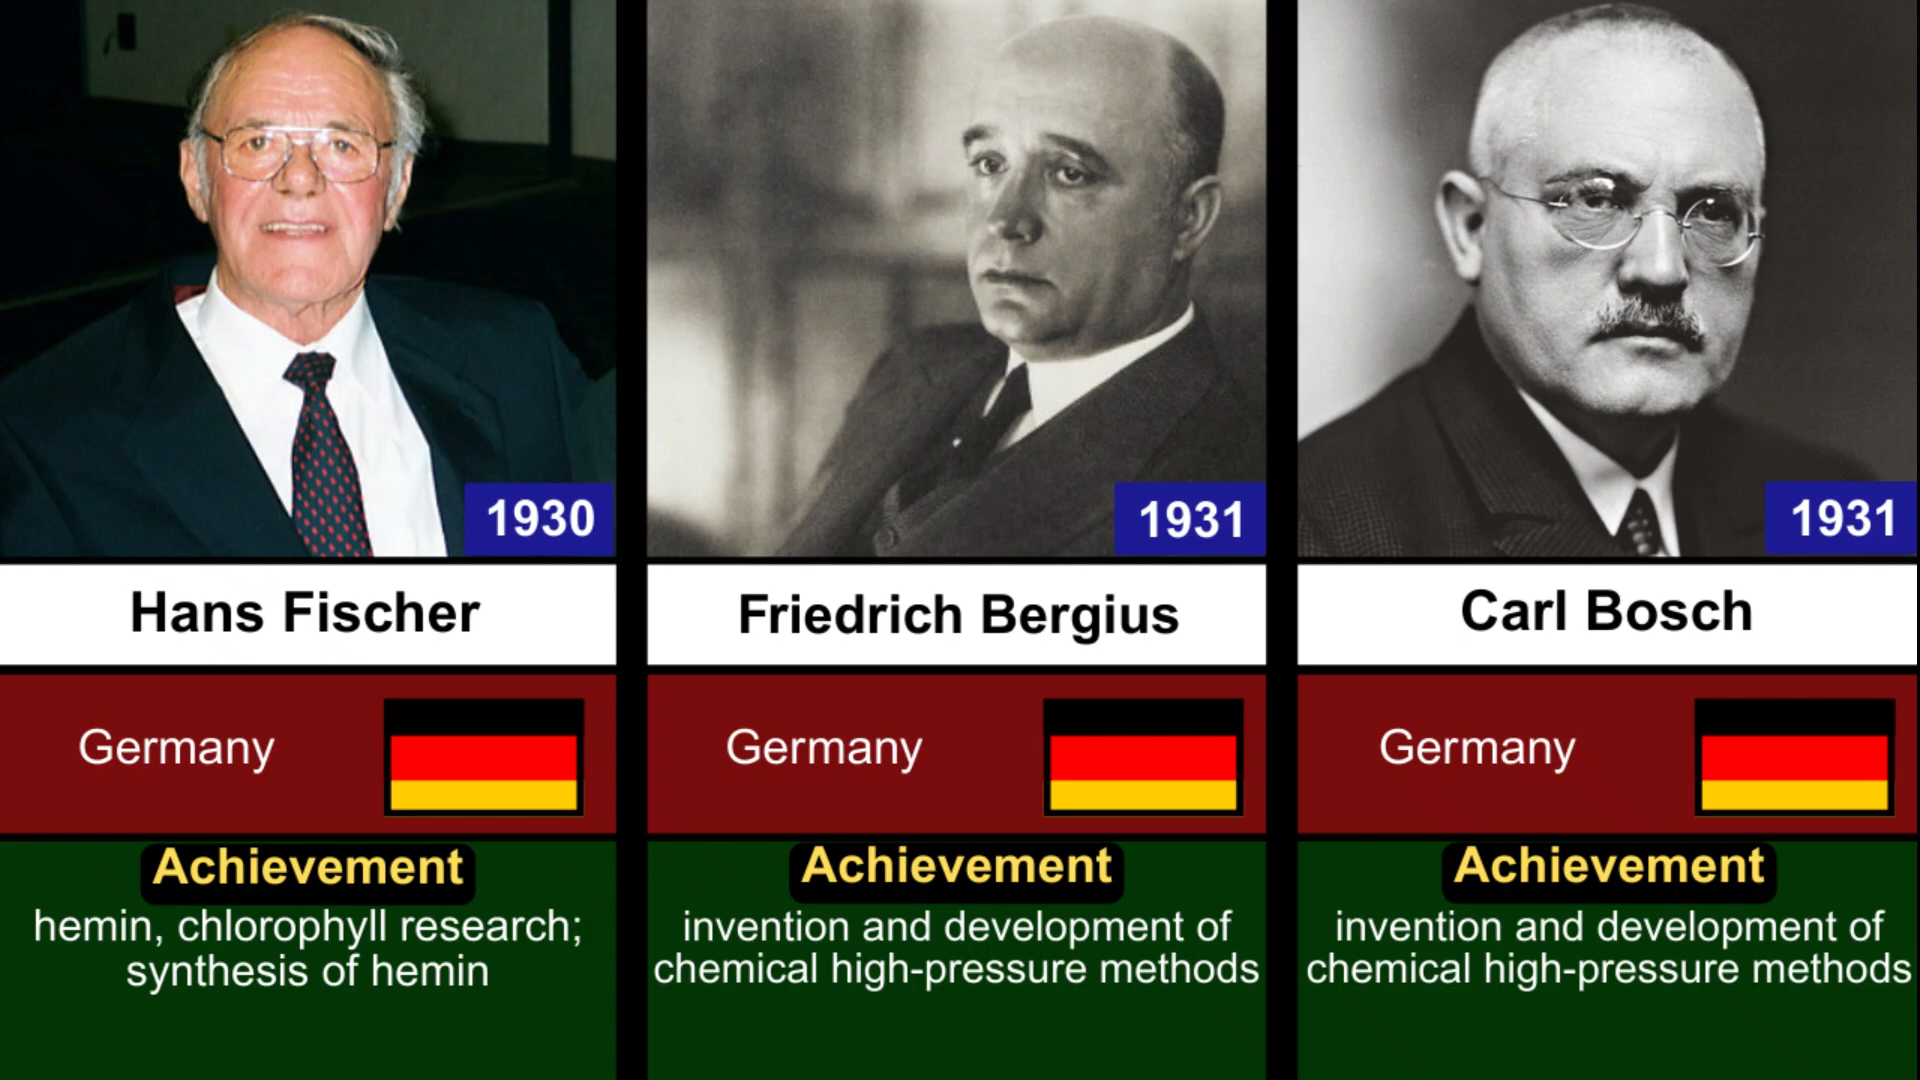 1930
Hans Fischer
Germany
Achievement
hemin, chlorophyll research;
synthesis of hemin
1931
Friedrich Bergius
Germany
Achievement
invention and development of
chemical high-pressure methods
1931
Carl Bosch
Germany
Achievement
invention and development of
chemical high-pressure methods